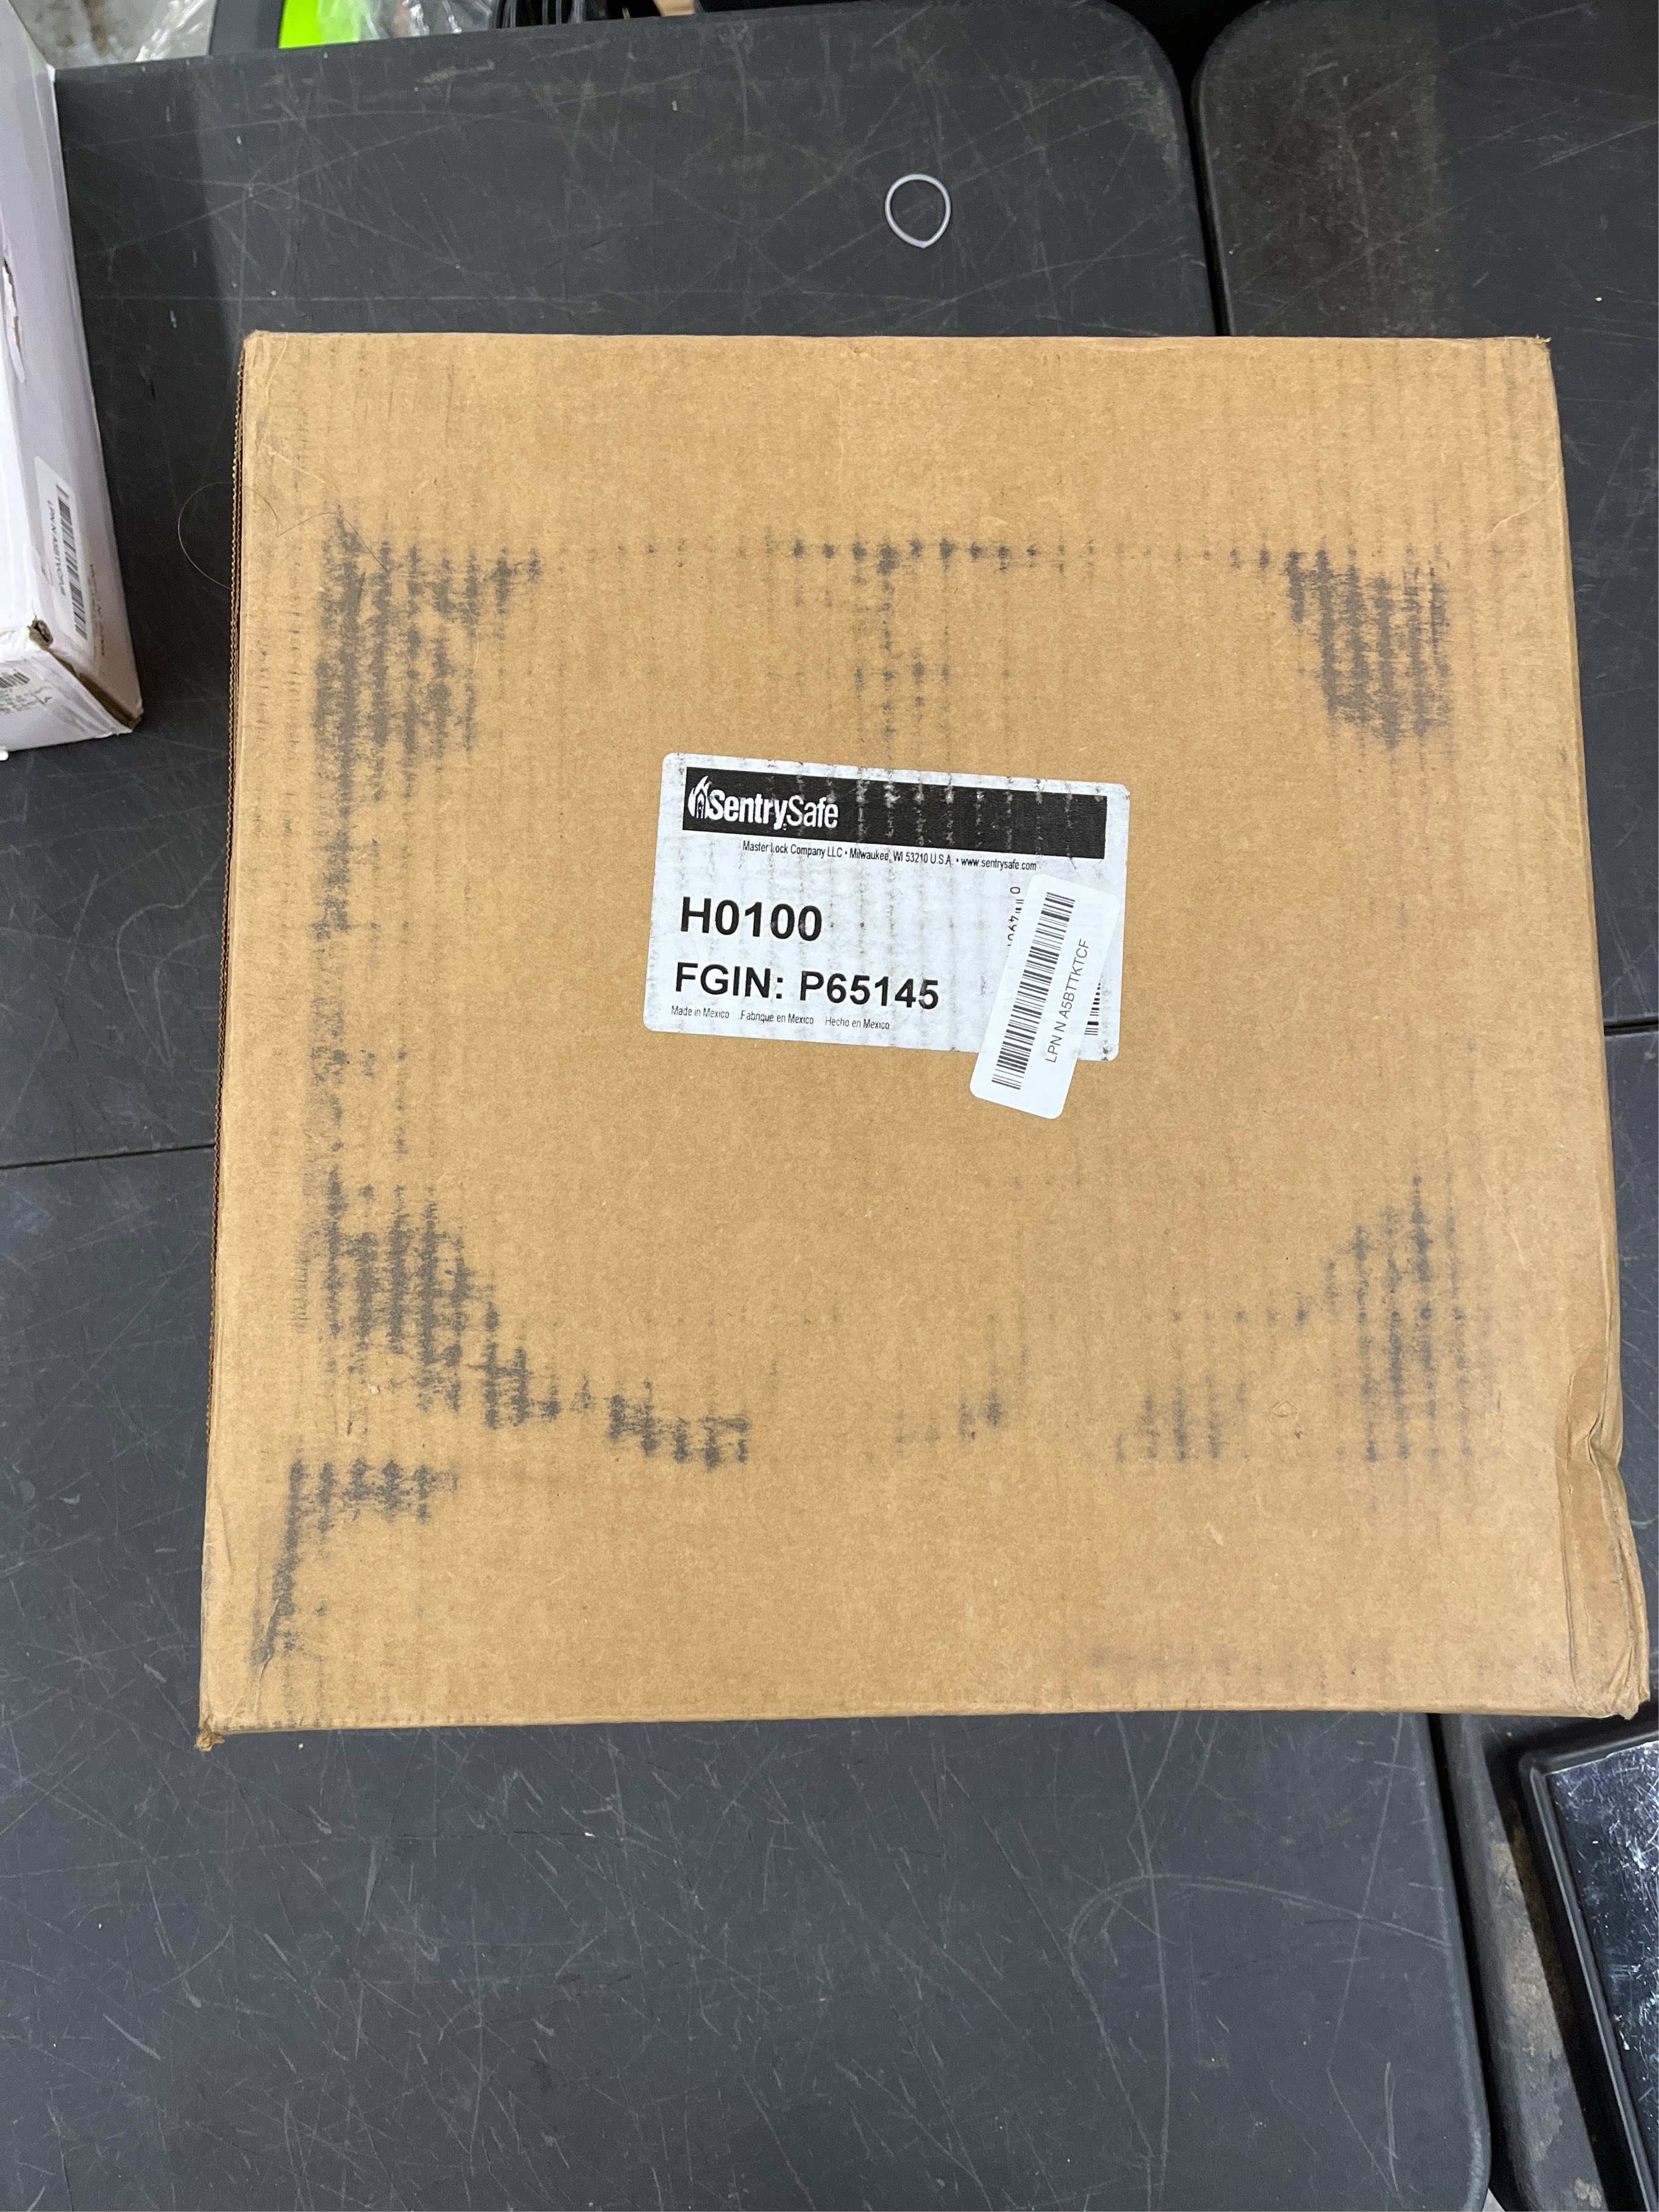 SentrySafe
Master Lock Company LLC • Milwaukee, WI 53210 U.S.A. • www.sentrysafe.com
H0100
FGIN: P65145
Made in Mexico Fabriqué en Mexico Hecho en Mexico
LPN N A5BTTKTCF